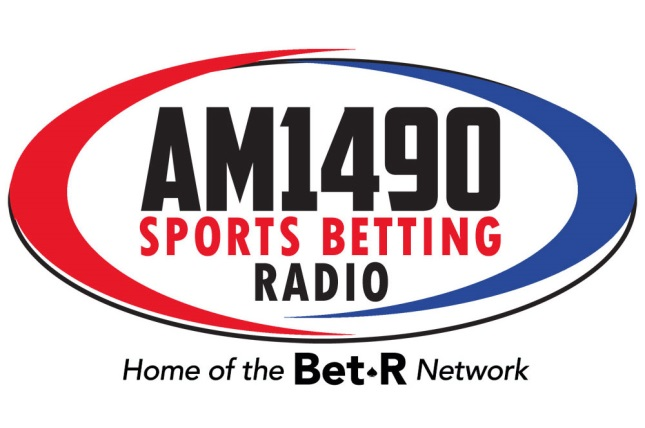 AM1490
SPORTS BETTING
RADIO
Home of the Bet♠R Network